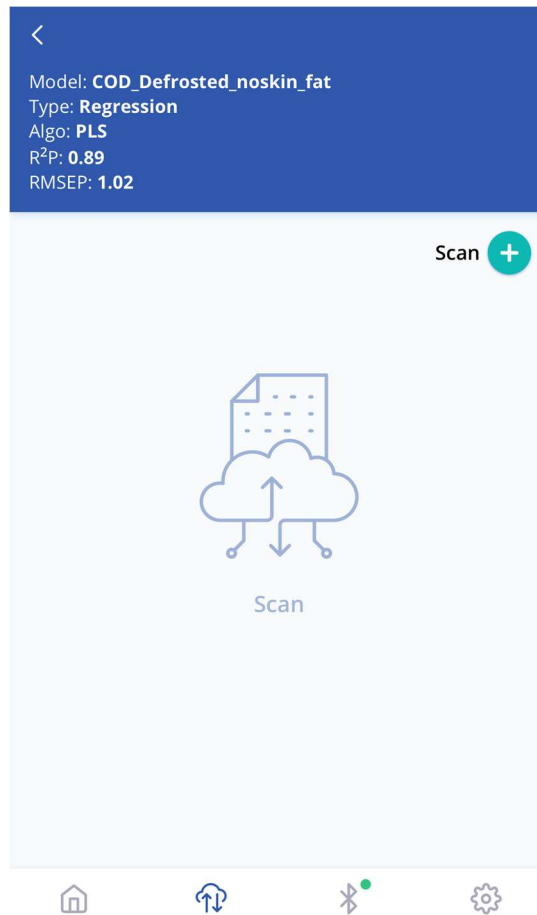 Model: COD_Defrosted_noskin_fat
Type: Regression
Algo: PLS
R²P: 0.89
RMSEP: 1.02
Scan
Scan